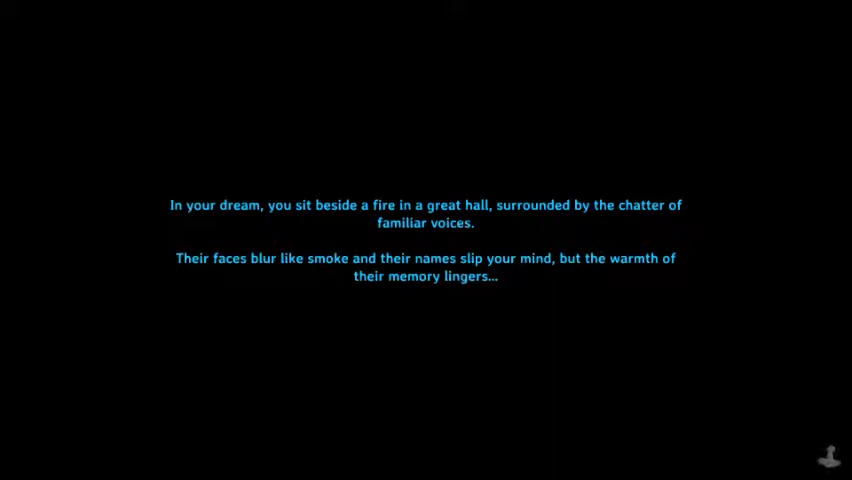 In your dream, you sit beside a fire in a great hall, surrounded by the chatter of
familiar voices.
Their faces blur like smoke and their names slip your mind, but the warmth of
their memory lingers...